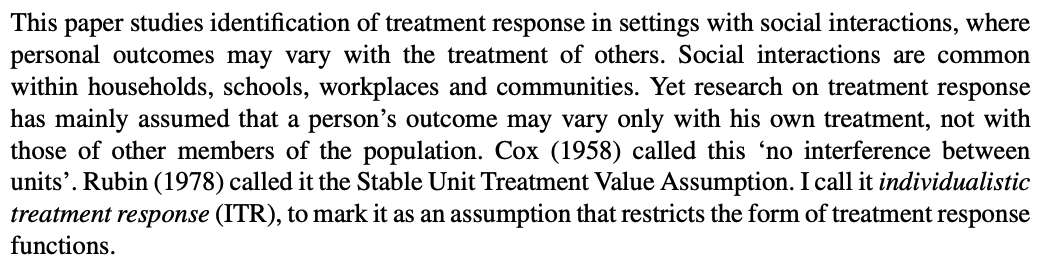 This paper studies identification of treatment response in settings with social interactions, where
personal outcomes may vary with the treatment of others. Social interactions are common
within households, schools, workplaces and communities. Yet research on treatment response
has mainly assumed that a person’s outcome may vary only with his own treatment, not with
those of other members of the population. Cox (1958) called this ‘no interference between
units’. Rubin (1978) called it the Stable Unit Treatment Value Assumption. I call it individualistic
treatment response (ITR), to mark it as an assumption that restricts the form of treatment response
functions.